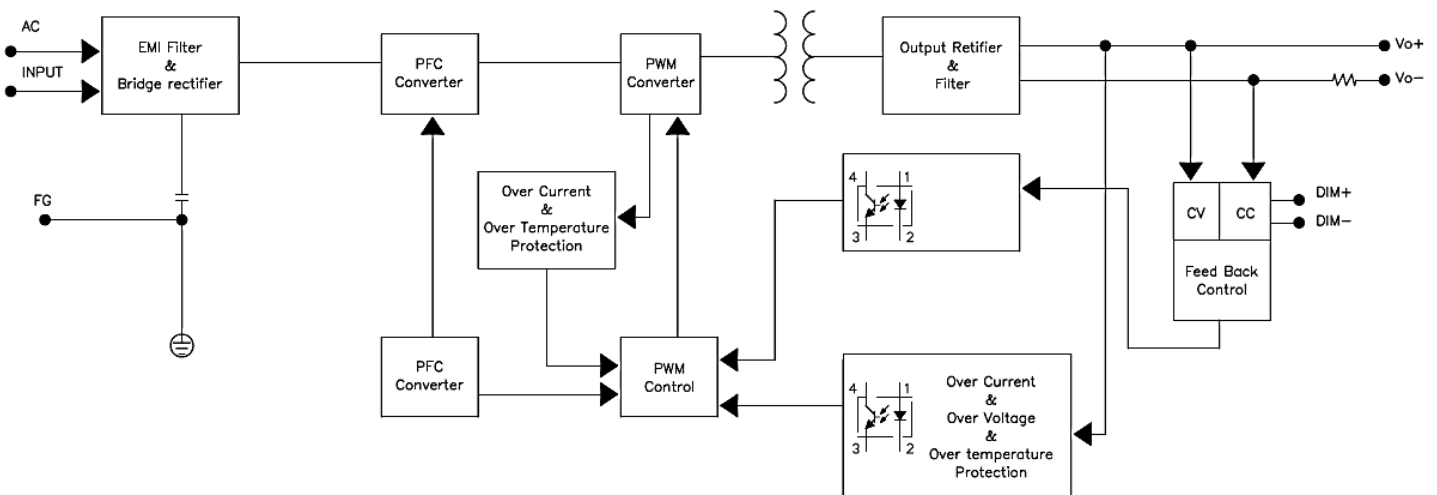 AC
INPUT
EMI Filter
&
Bridge rectifier
PFC
Converter
PWM
Converter
Output Retifier
&
Filter
Vo+
Vo-
FG
Over Current
&
Over Temperature
Protection
4 1
3 2
CV CC
DIM+
DIM-
Feed Back
Control
PFC
Converter
PWM
Control
4 1
3 2
Over Current
&
Over Voltage
&
Over temperature
Protection